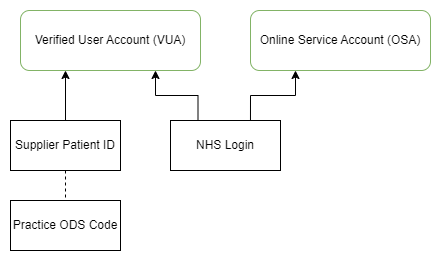 Verified User Account (VUA)
Online Service Account (OSA)
Supplier Patient ID
NHS Login
Practice ODS Code